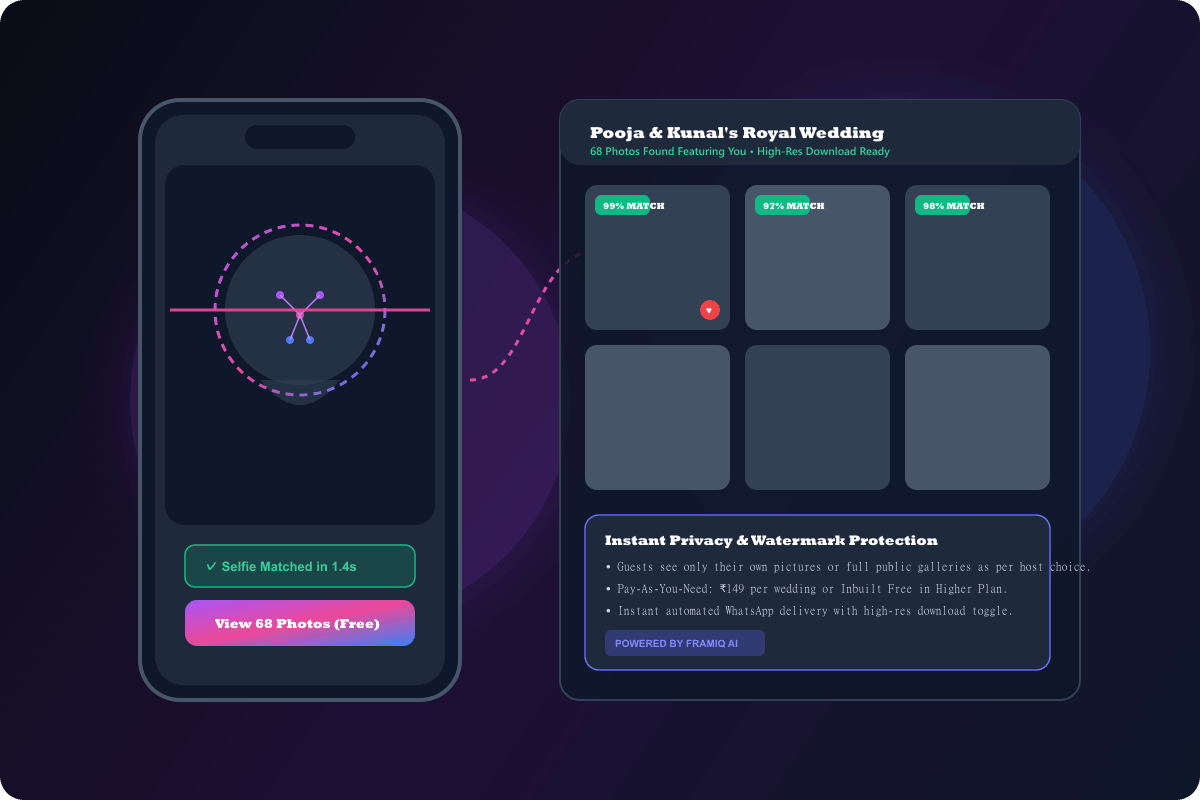 Pooja & Kunal's Royal Wedding
68 Photos Found Featuring You • High-Res Download Ready
99% MATCH
97% MATCH
98% MATCH
✓ Selfie Matched in 1.4s
View 68 Photos (Free)
Instant Privacy & Watermark Protection
• Guests see only their own pictures or full public galleries as per host choice.
• Pay-As-You-Need: ₹149 per wedding or Inbuilt Free in Higher Plan.
• Instant automated WhatsApp delivery with high-res download toggle.
POWERED BY FRAMIQ AI